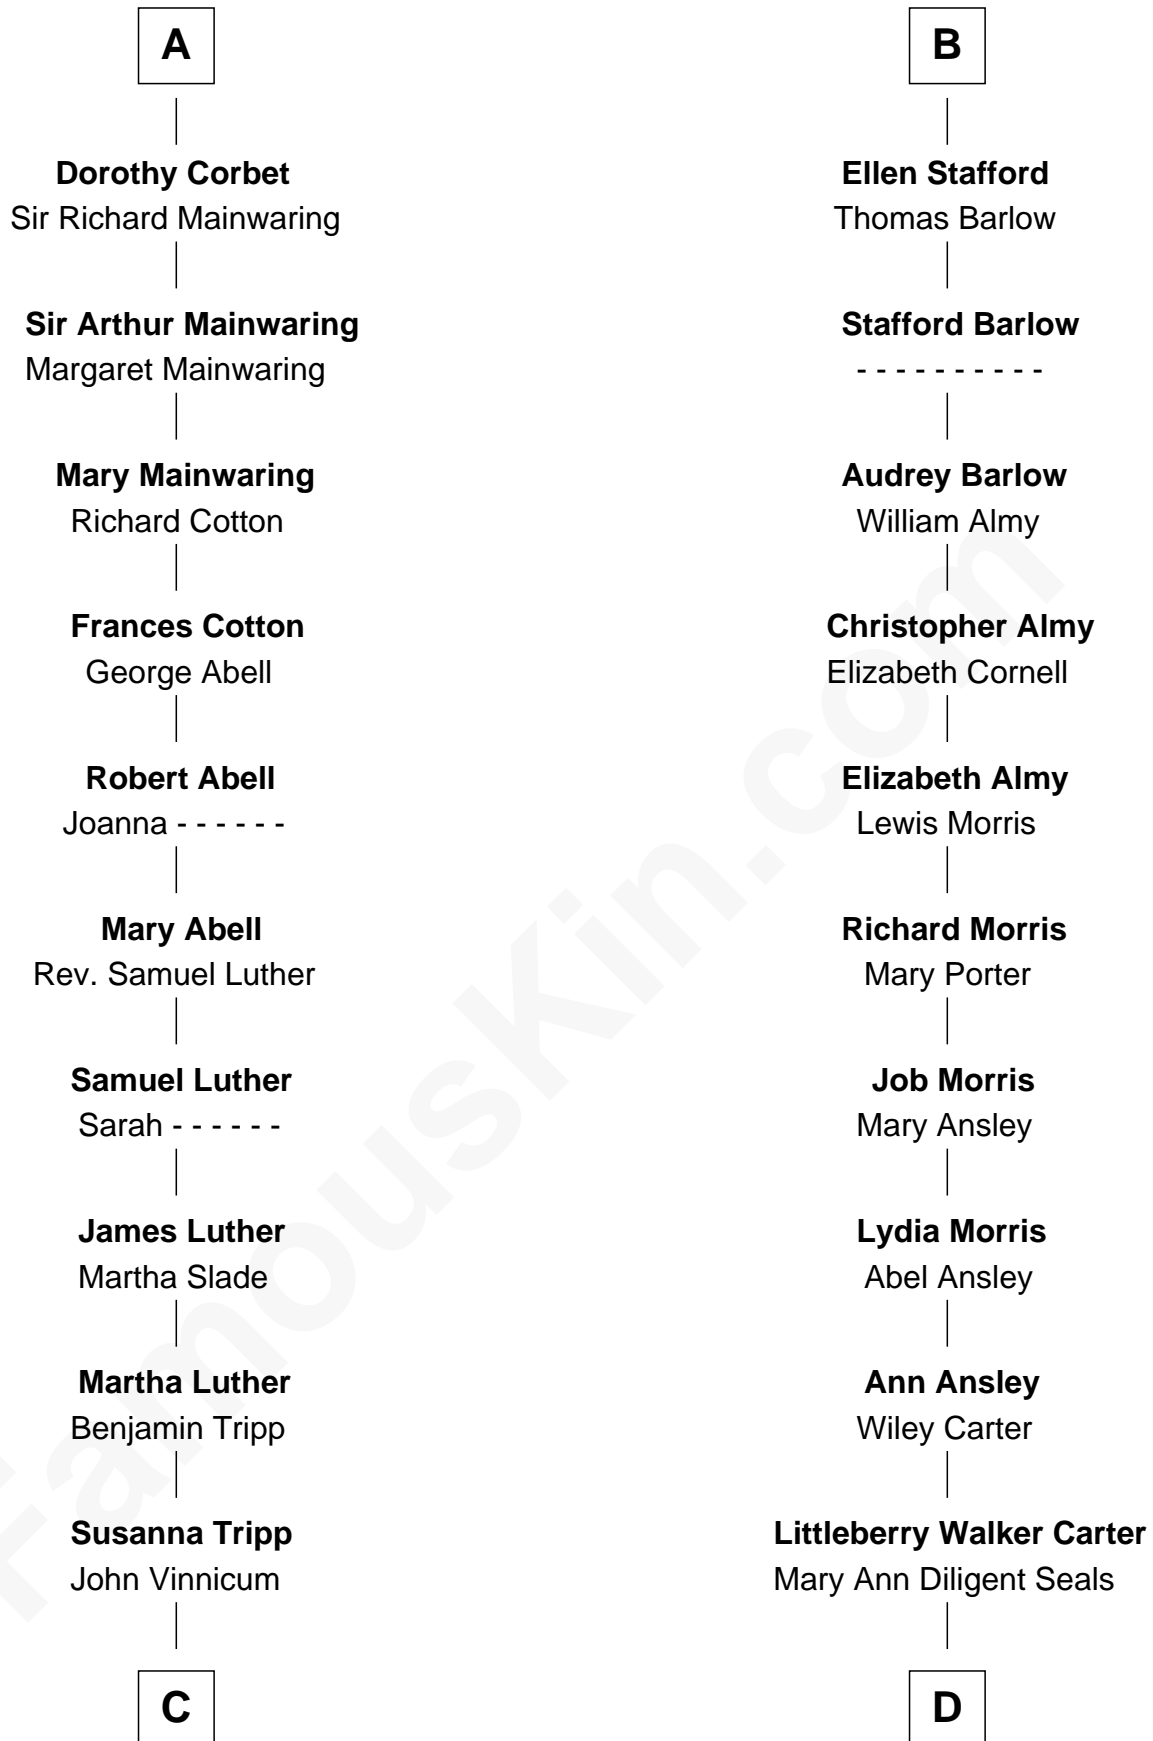 A
Dorothy Corbet
Sir Richard Mainwaring
Sir Arthur Mainwaring
Margaret Mainwaring
Mary Mainwaring
Richard Cotton
Frances Cotton
George Abell
Robert Abell
Joanna - - - - - -
Mary Abell
Rev. Samuel Luther
Samuel Luther
Sarah - - - - - -
James Luther
Martha Slade
Martha Luther
Benjamin Tripp
Susanna Tripp
John Vinnicum
C
B
Ellen Stafford
Thomas Barlow
Stafford Barlow
- - - - - - - - - -
Audrey Barlow
William Almy
Christopher Almy
Elizabeth Cornell
Elizabeth Almy
Lewis Morris
Richard Morris
Mary Porter
Job Morris
Mary Ansley
Lydia Morris
Abel Ansley
Ann Ansley
Wiley Carter
Littleberry Walker Carter
Mary Ann Diligent Seals
D
FamousKin.com